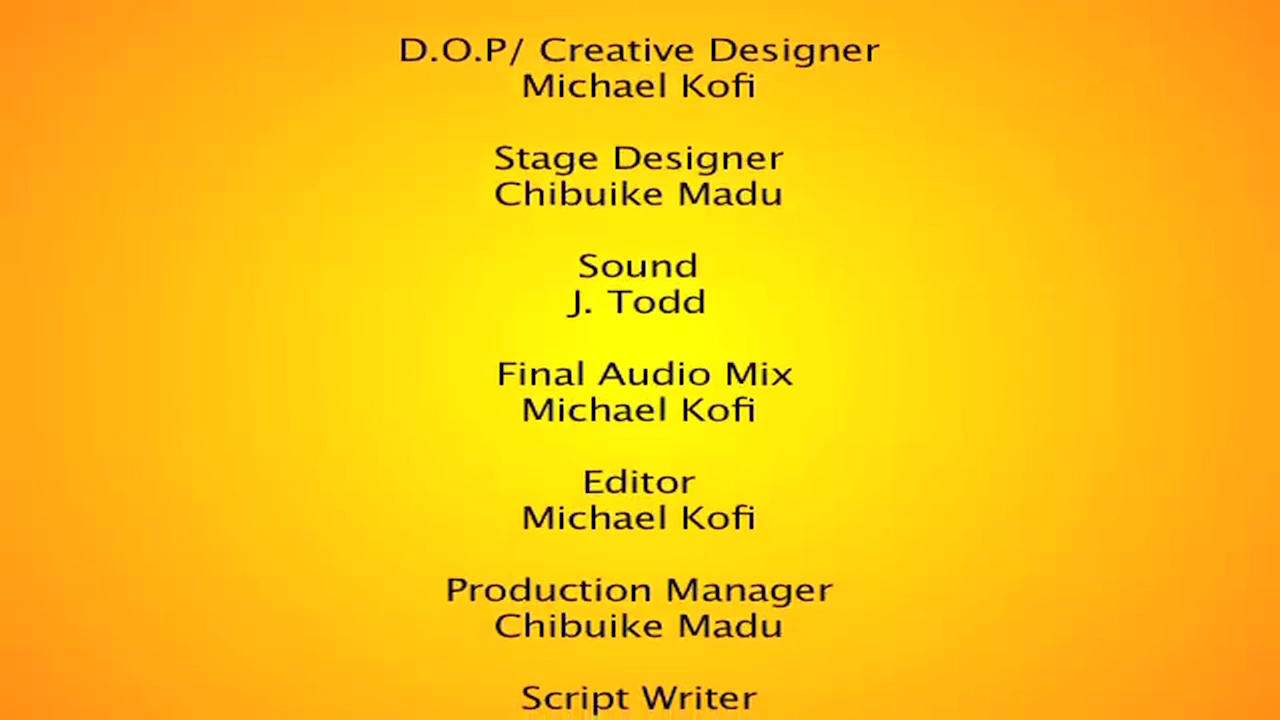 D.O.P/ Creative Designer
Michael Kofi
Stage Designer
Chibuike Madu
Sound
J. Todd
Final Audio Mix
Michael Kofi
Editor
Michael Kofi
Production Manager
Chibuike Madu
Script Writer